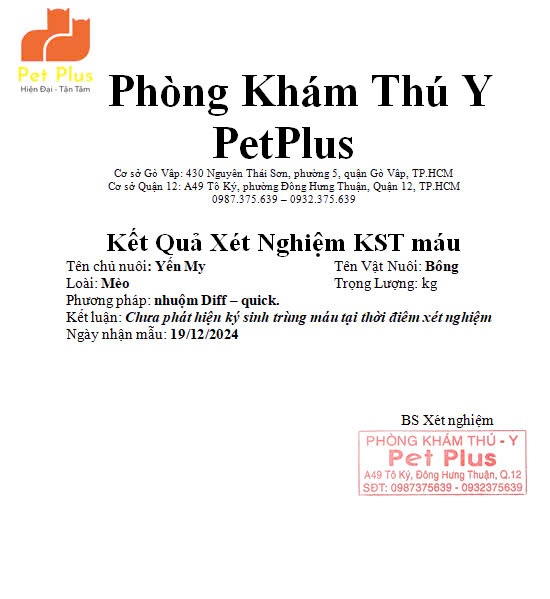 Pet Plus
Hiện Đại - Tận Tâm
Phòng Khám Thú Y
PetPlus
Cơ sở Gò Vấp: 430 Nguyễn Thái Sơn, phường 5, quận Gò Vấp, TP.HCM
Cơ sở Quận 12: A49 Tô Ký, phường Đông Hưng Thuận, Quận 12, TP.HCM
0987.375.639 – 0932.375.639
Kết Quả Xét Nghiệm KST máu
Tên chủ nuôi: Yến My Tên Vật Nuôi: Bông
Loài: Mèo Trọng Lượng: kg
Phương pháp: nhuộm Diff – quick.
Kết luận: Chưa phát hiện ký sinh trùng máu tại thời điểm xét nghiệm
Ngày nhận mẫu: 19/12/2024
BS Xét nghiệm
PHÒNG KHÁM THÚ - Y
Pet Plus
A49 Tô Ký, Đông Hưng Thuận, Q.12
SĐT: 0987375639 - 0932375639